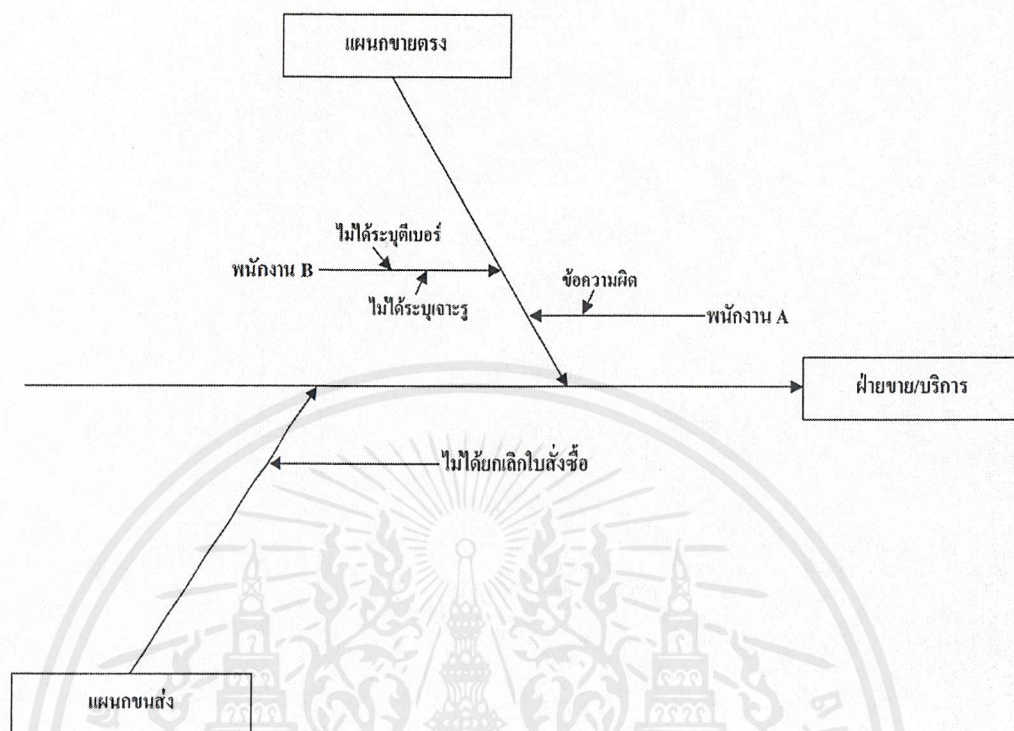 แผนกขายตรง
ไม่ได้ระบุตีเบอร์
พนักงาน B
ข้อความผิด
ไม่ได้ระบุเจาะรู
พนักงาน A
ฝ่ายขาย/บริการ
ไม่ได้ยกเลิกใบสั่งซื้อ
แผนกขนส่ง